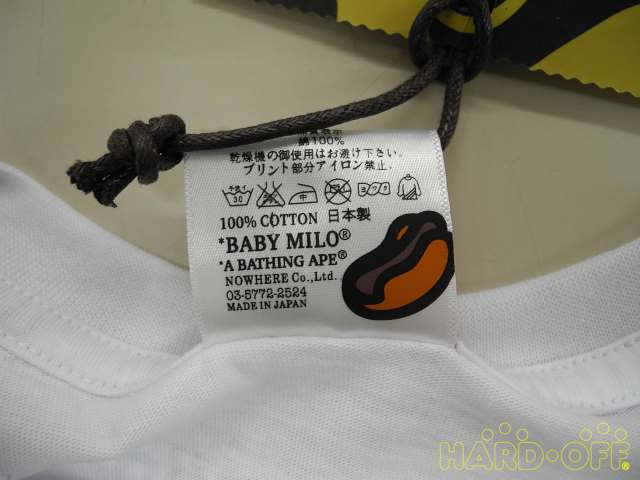 綿100%
乾燥機の御使用はお避け下さい。
プリント部分アイロン禁止。
30
100% COTTON 日本製
*BABY MILO®
*A BATHING APE®
NOWHERE Co.,Ltd.
03-5772-2524
MADE IN JAPAN
HARD・OFF®